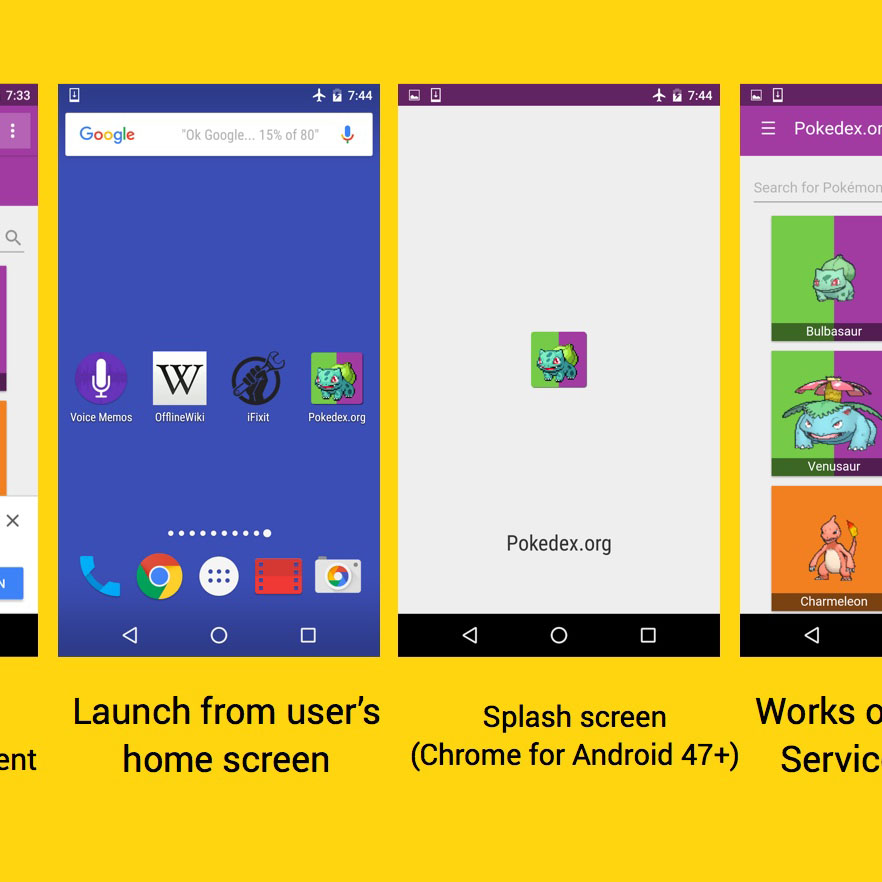 7:33
N
ent
7:44
Google
"Ok Google... 15% of 80"
Voice Memos
OfflineWiki
W
iFixit
Pokedex.org
Launch from user's
home screen
7:44
Pokedex.org
Splash screen
(Chrome for Android 47+)
Pokedex.or
Search for Pokémon
Bulbasaur
Venusaur
Charmeleon
Works o
Servic